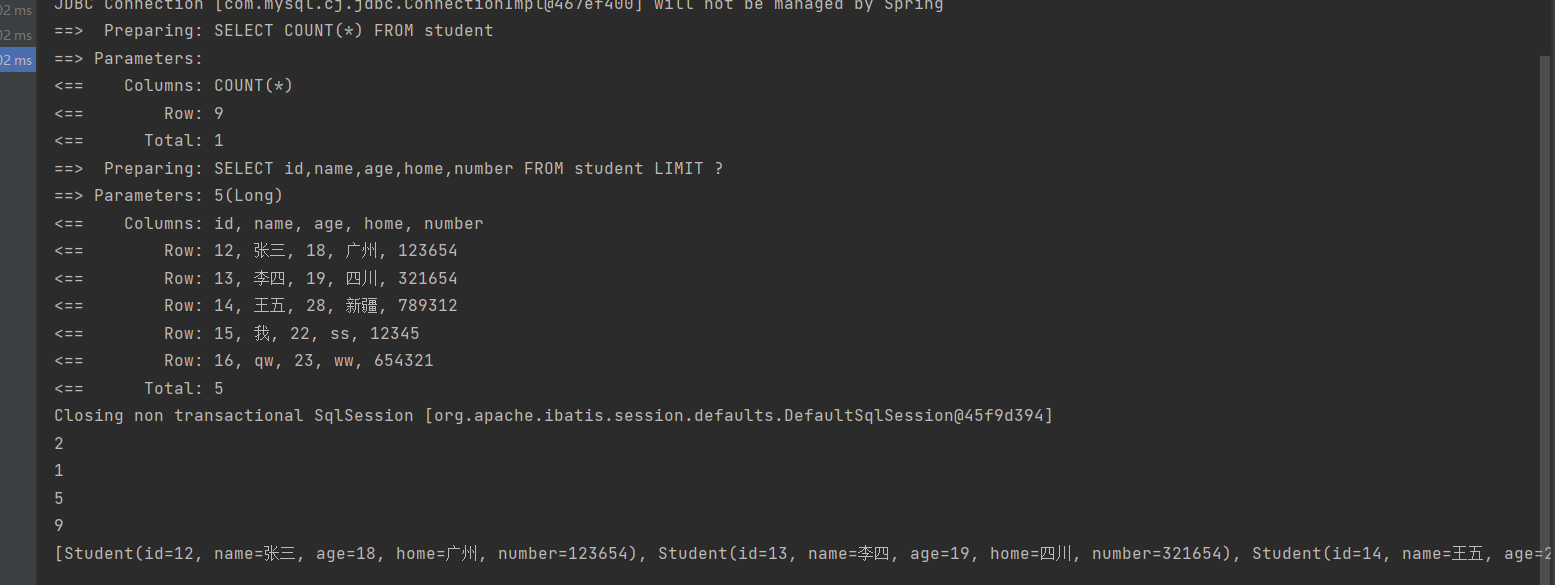 02 ms
02 ms
02 ms
JDBC Connection [com.mysql.cj.jdbc.ConnectionImpl@467ef400] will not be managed by Spring
==>  Preparing: SELECT COUNT(*) FROM student
==> Parameters:
<==    Columns: COUNT(*)
<==        Row: 9
<==      Total: 1
==>  Preparing: SELECT id,name,age,home,number FROM student LIMIT ?
==> Parameters: 5(Long)
<==    Columns: id, name, age, home, number
<==        Row: 12, 张三, 18, 广州, 123654
<==        Row: 13, 李四, 19, 四川, 321654
<==        Row: 14, 王五, 28, 新疆, 789312
<==        Row: 15, 我, 22, ss, 12345
<==        Row: 16, qw, 23, ww, 654321
<==      Total: 5
Closing non transactional SqlSession [org.apache.ibatis.session.defaults.DefaultSqlSession@45f9d394]
2
1
5
9
[Student(id=12, name=张三, age=18, home=广州, number=123654), Student(id=13, name=李四, age=19, home=四川, number=321654), Student(id=14, name=王五, age=2